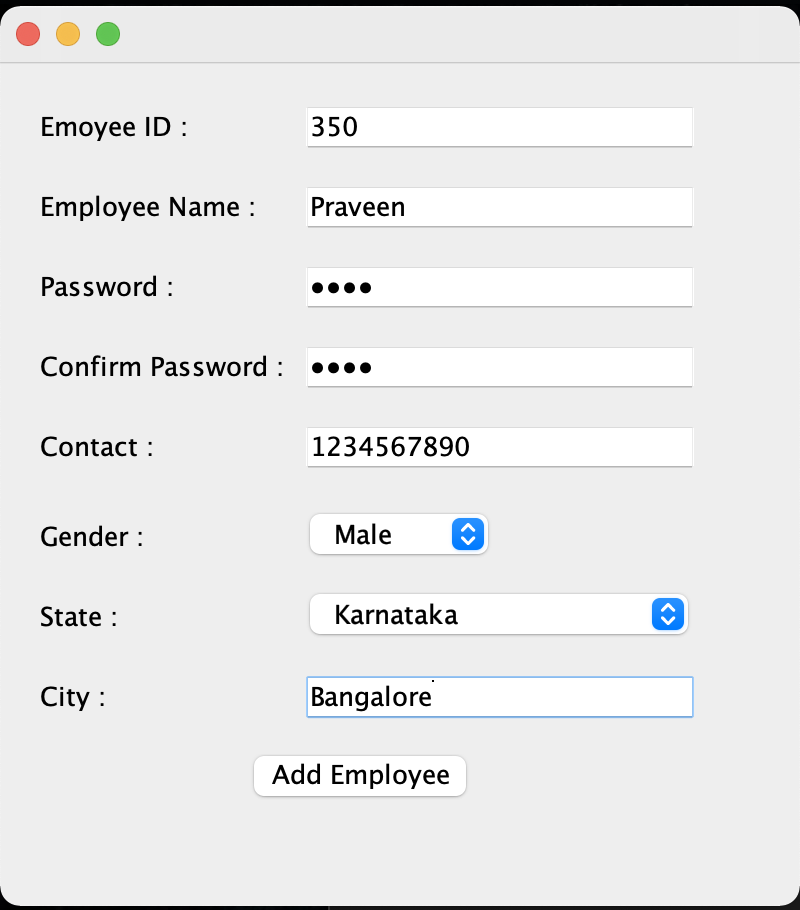 Emoyee ID : 350
Employee Name : Praveen
Password : ●●●●
Confirm Password : ●●●●
Contact : 1234567890
Gender : Male
State : Karnataka
City : Bangalore
Add Employee